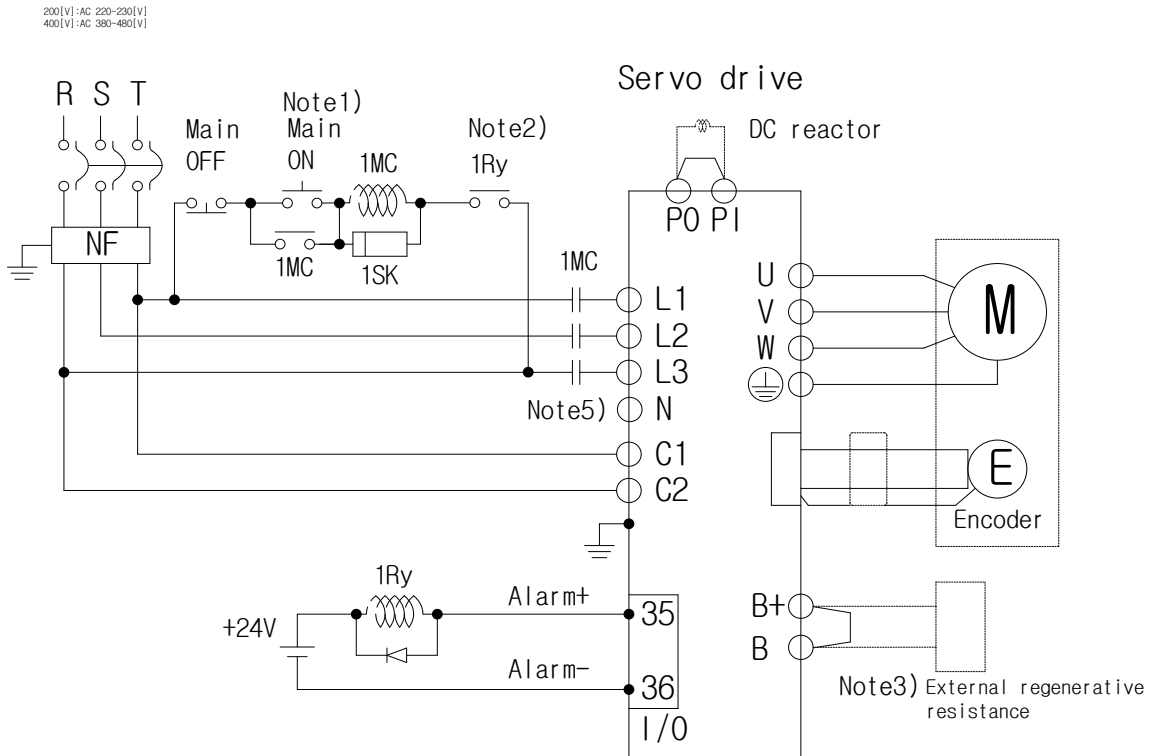 200[V]:AC 220~230[V]
400[V]:AC 380~480[V]
Servo drive
R S T
Note1)
Main OFF
Main ON
1MC
Note2)
1Ry
DC reactor
PO PI
NF
1MC
1SK
1MC
L1
L2
L3
Note5) N
C1
C2
U
V
W
M
E
Encoder
1Ry
+24V
Alarm+
35
Alarm-
36
I/O
B+
B
Note3) External regenerative
resistance